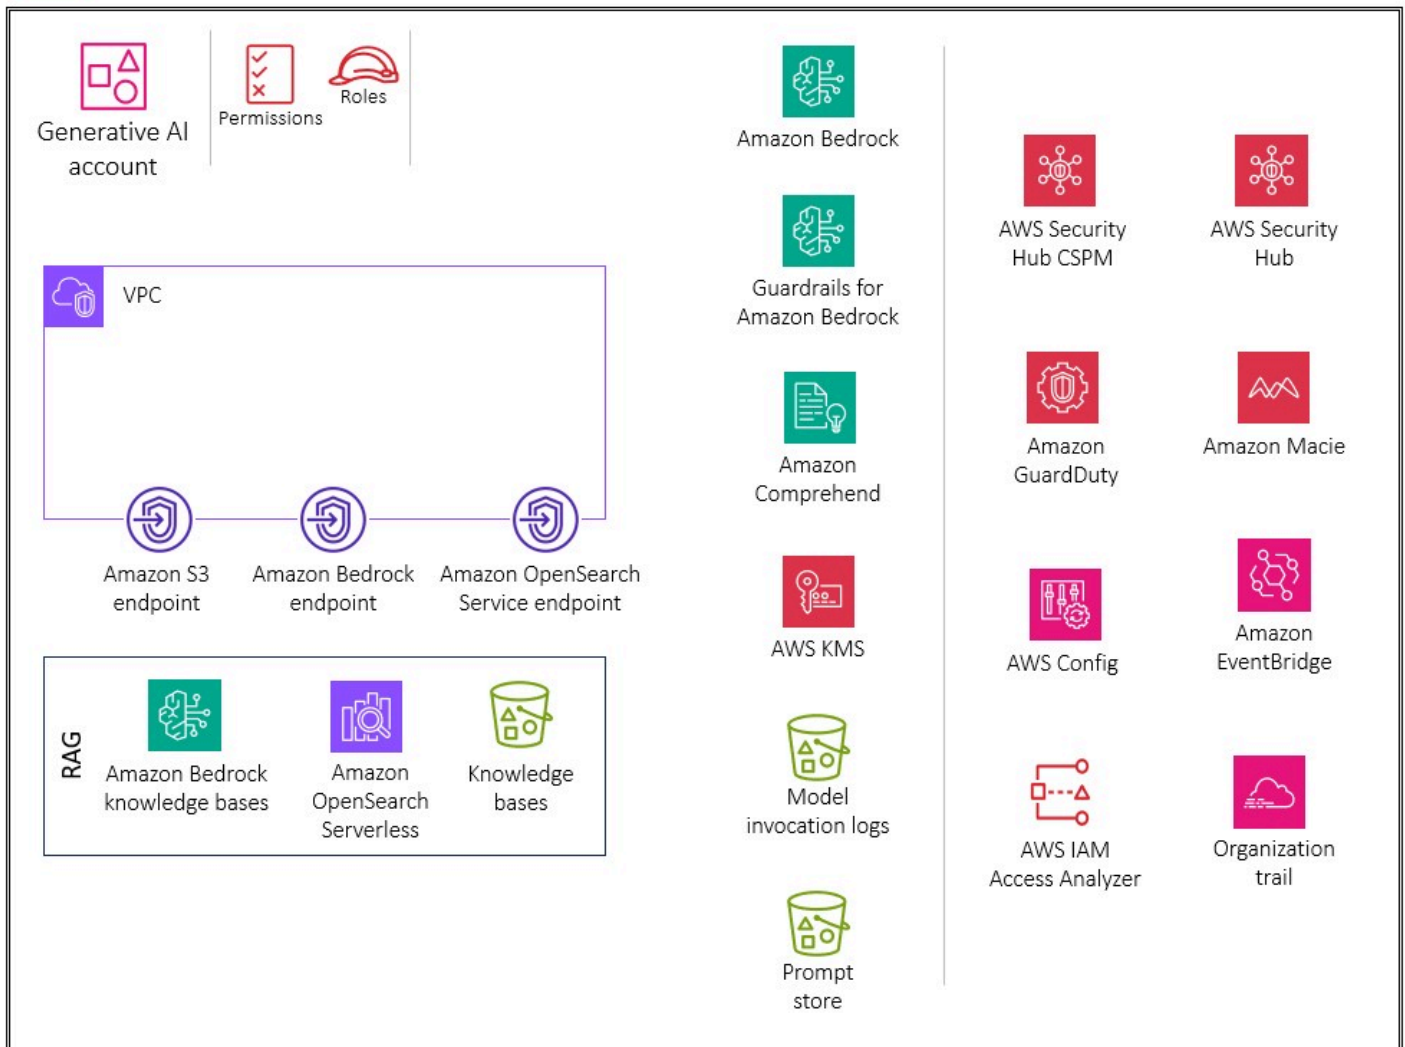 Generative AI
account
Permissions
Roles
VPC
Amazon S3
endpoint
Amazon Bedrock
endpoint
Amazon OpenSearch
Service endpoint
RAG
Amazon Bedrock
knowledge bases
Amazon
OpenSearch
Serverless
Knowledge
bases
Amazon Bedrock
Guardrails for
Amazon Bedrock
Amazon
Comprehend
AWS KMS
Model
invocation logs
Prompt
store
AWS Security
Hub CSPM
AWS Security
Hub
Amazon
GuardDuty
Amazon Macie
AWS Config
Amazon
EventBridge
AWS IAM
Access Analyzer
Organization
trail